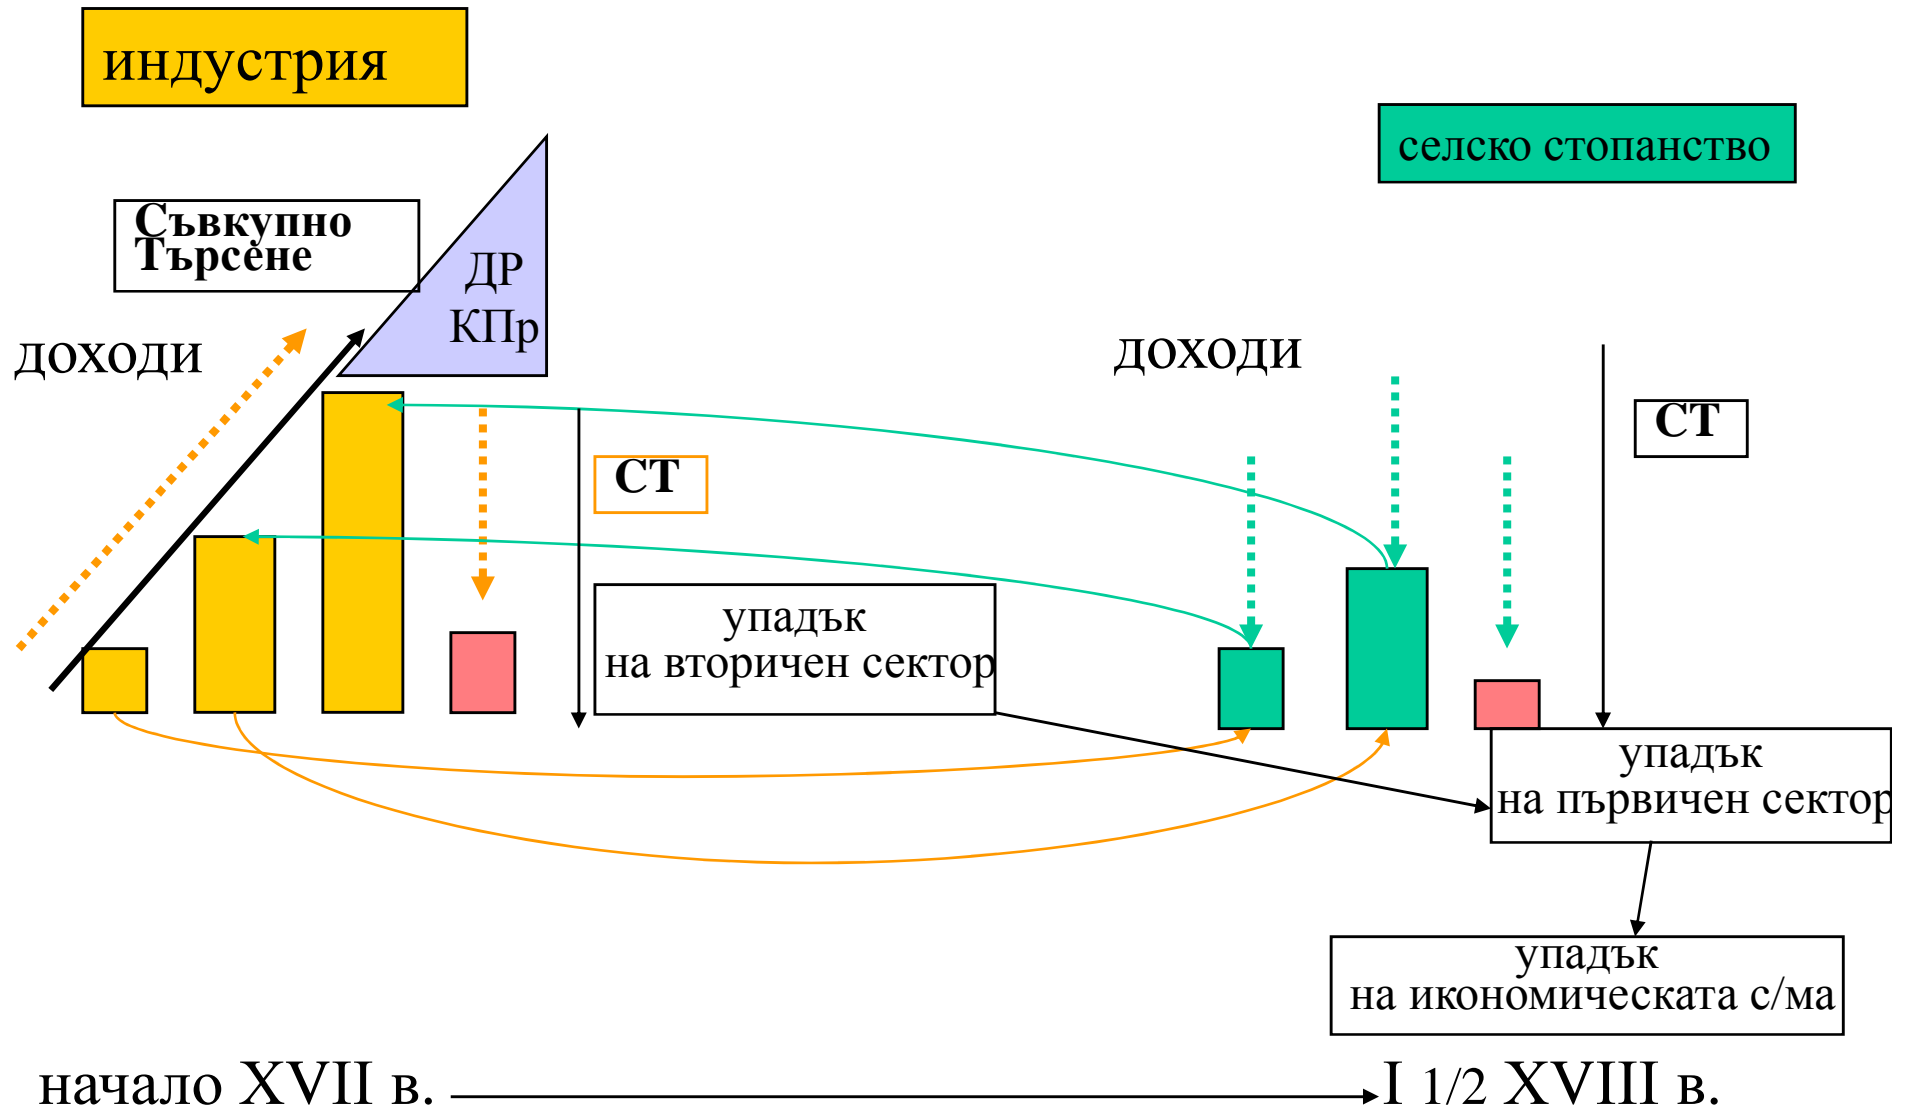 индустрия
селско стопанство
Съвкупно
Търсене
ДР
КПр
доходи
доходи
СТ
СТ
упадък
на вторичен сектор
упадък
на първичен сектор
упадък
на икономическата с/ма
начало XVII в.
I 1/2 XVIII в.